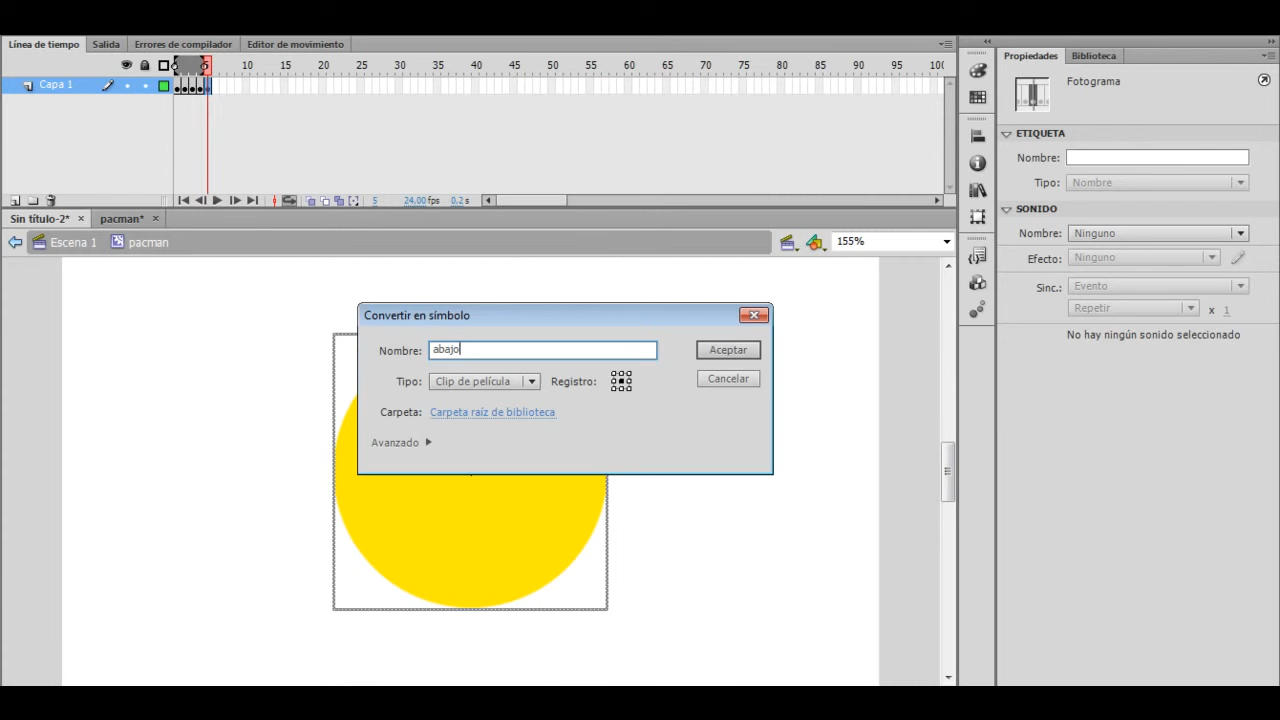 Línea de tiempo Salida Errores de compilador Editor de movimiento
5 10 15 20 25 30 35 40 45 50 55 60 65 70 75 80 85 90 95 100
Capa 1
5 24,00 fps 0,2 s
Sin título-2* pacman*
Escena 1 pacman
155%
Convertir en símbolo
Nombre: abajo
Aceptar
Tipo: Clip de película Registro:
Cancelar
Carpeta: Carpeta raíz de biblioteca
Avanzado
Propiedades Biblioteca
Fotograma
ETIQUETA
Nombre:
Tipo: Nombre
SONIDO
Nombre: Ninguno
Efecto: Ninguno
Sinc.: Evento
Repetir x 1
No hay ningún sonido seleccionado